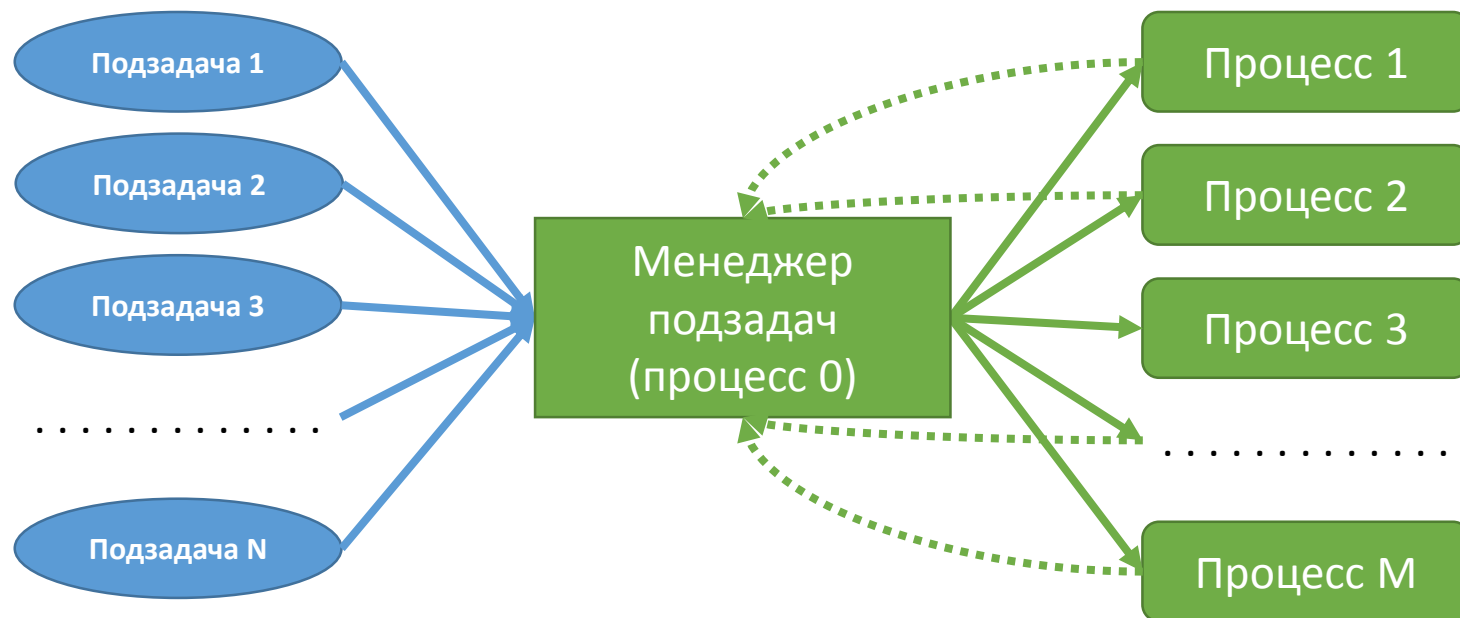 Подзадача 1
Подзадача 2
Подзадача 3
. . . . . . . . . . . . .
Подзадача N
Менеджер
подзадач
(процесс 0)
Процесс 1
Процесс 2
Процесс 3
. . . . . . . . . . . . .
Процесс M